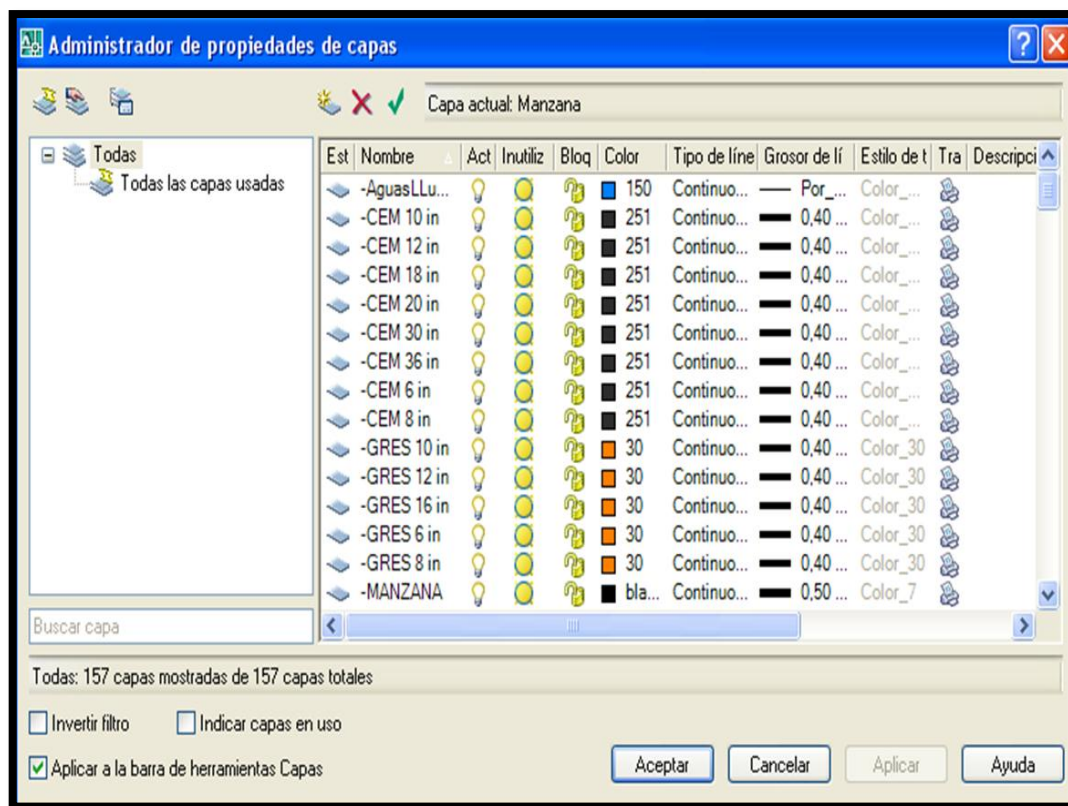 Administrador de propiedades de capas
Capa actual: Manzana
Todas
Todas las capas usadas
Est Nombre Act Inutiliz Bloq Color Tipo de líne Grosor de lí Estilo de t Tra Descripci
-AguasLLu... 150 Continuo... Por_... Color_...
-CEM 10 in 251 Continuo... 0,40 ... Color_...
-CEM 12 in 251 Continuo... 0,40 ... Color_...
-CEM 18 in 251 Continuo... 0,40 ... Color_...
-CEM 20 in 251 Continuo... 0,40 ... Color_...
-CEM 30 in 251 Continuo... 0,40 ... Color_...
-CEM 36 in 251 Continuo... 0,40 ... Color_...
-CEM 6 in 251 Continuo... 0,40 ... Color_...
-CEM 8 in 251 Continuo... 0,40 ... Color_...
-GRES 10 in 30 Continuo... 0,40 ... Color_30
-GRES 12 in 30 Continuo... 0,40 ... Color_30
-GRES 16 in 30 Continuo... 0,40 ... Color_30
-GRES 6 in 30 Continuo... 0,40 ... Color_30
-GRES 8 in 30 Continuo... 0,40 ... Color_30
-MANZANA bla... Continuo... 0,50 ... Color_7
Buscar capa
Todas: 157 capas mostradas de 157 capas totales
Invertir filtro Indicar capas en uso
Aplicar a la barra de herramientas Capas
Aceptar Cancelar Aplicar Ayuda